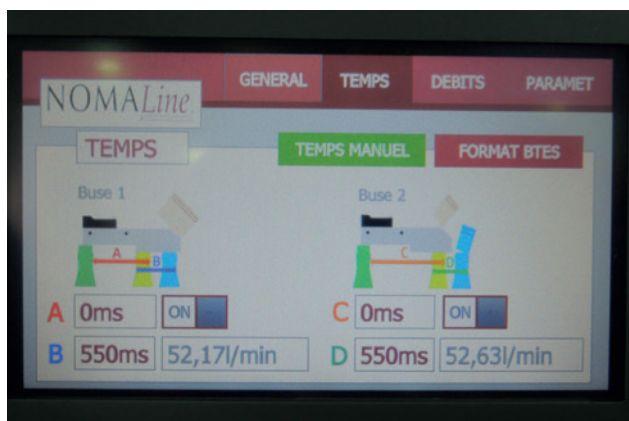 NOMALine
GENERAL TEMPS DEBITS PARAMET
TEMPS TEMPS MANUEL FORMAT BTES
Buse 1 Buse 2
A B C D
A 0ms ON C 0ms ON
B 550ms 52,17l/min D 550ms 52,63l/min